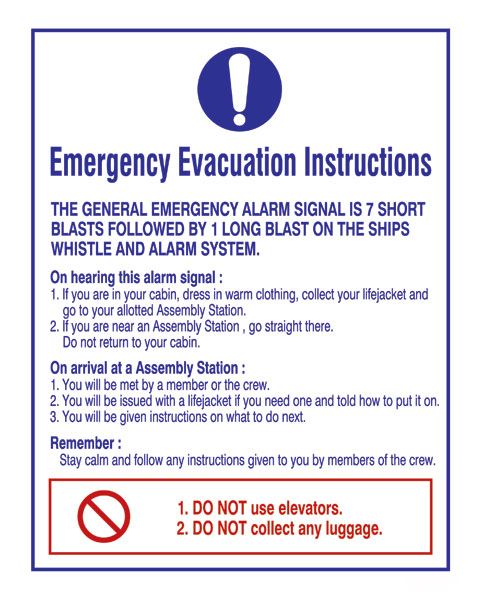 Emergency Evacuation Instructions
THE GENERAL EMERGENCY ALARM SIGNAL IS 7 SHORT
BLASTS FOLLOWED BY 1 LONG BLAST ON THE SHIPS
WHISTLE AND ALARM SYSTEM.
On hearing this alarm signal :
1. If you are in your cabin, dress in warm clothing, collect your lifejacket and
go to your allotted Assembly Station.
2. If you are near an Assembly Station , go straight there.
Do not return to your cabin.
On arrival at a Assembly Station :
1. You will be met by a member or the crew.
2. You will be issued with a lifejacket if you need one and told how to put it on.
3. You will be given instructions on what to do next.
Remember :
Stay calm and follow any instructions given to you by members of the crew.
1. DO NOT use elevators.
2. DO NOT collect any luggage.